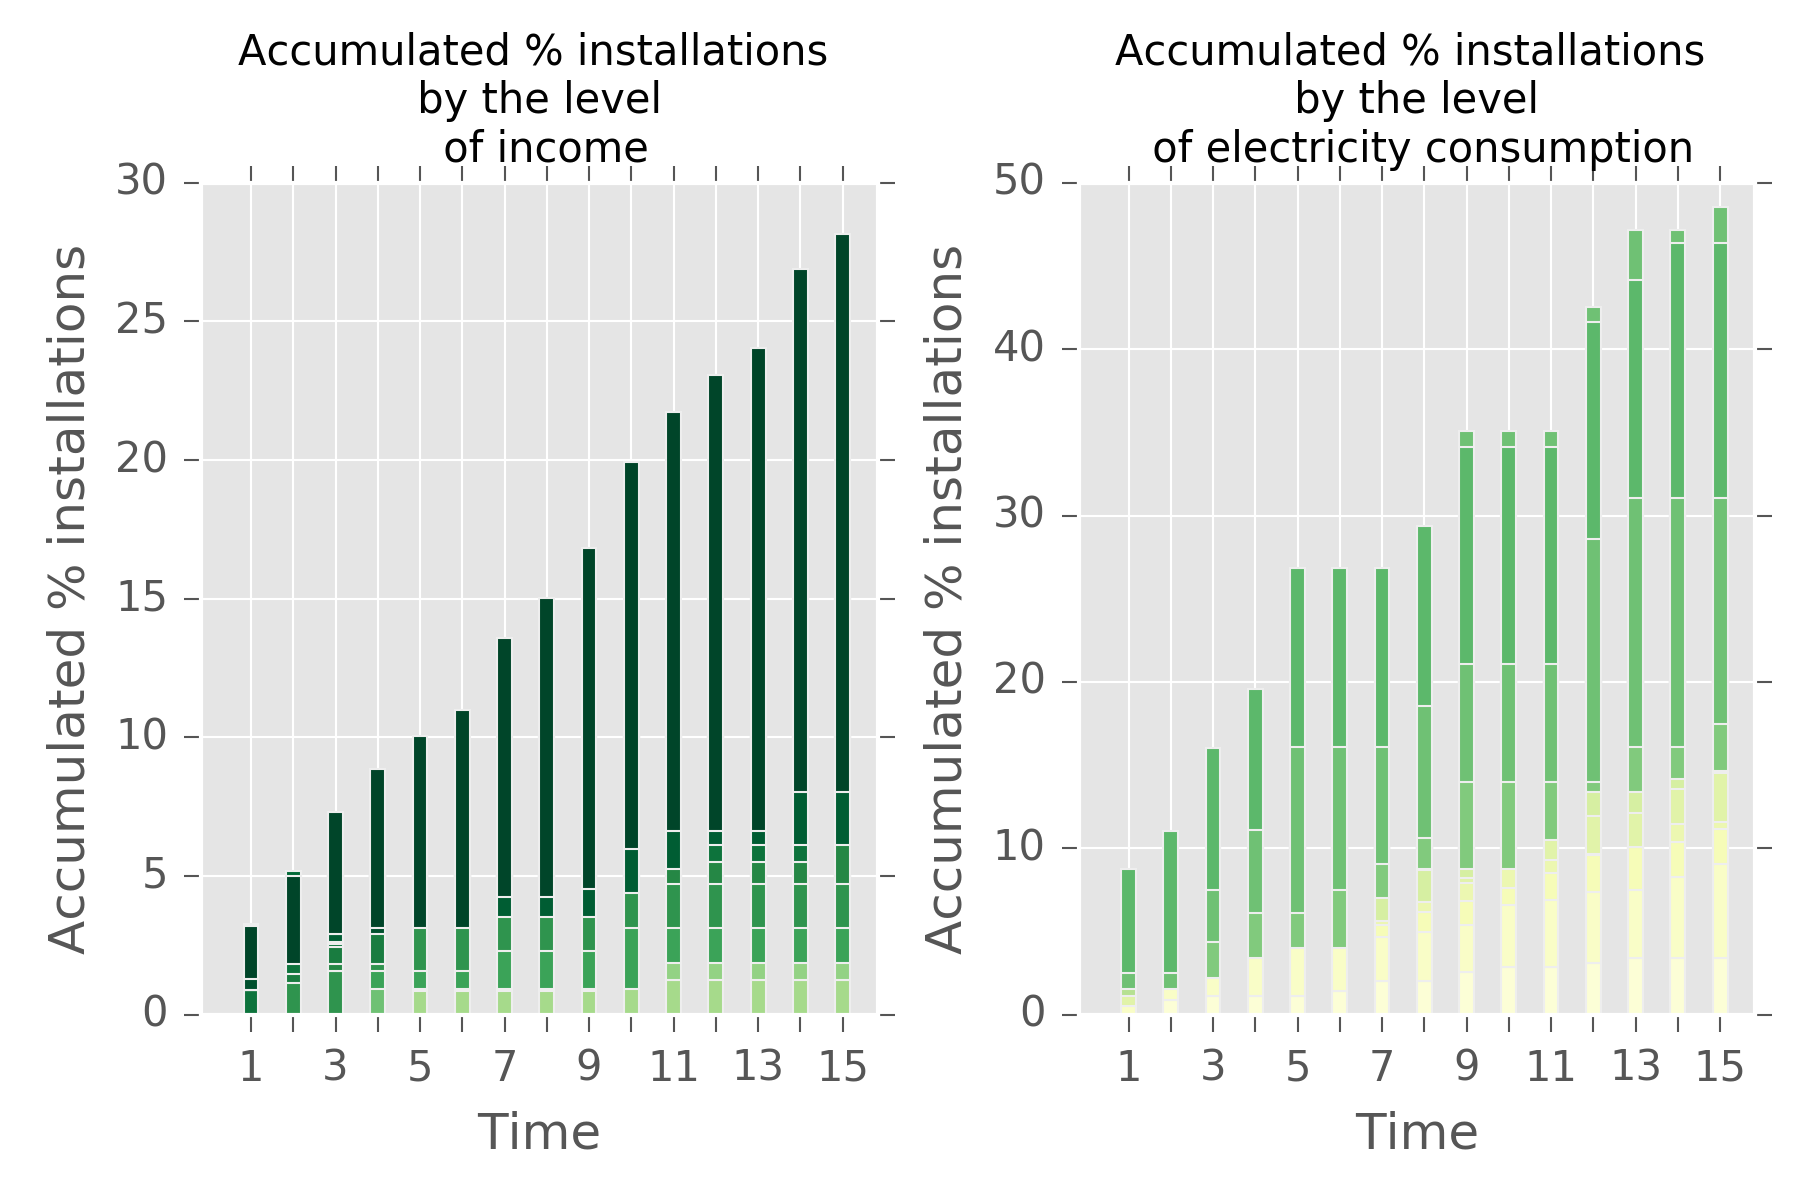 Accumulated % installations
by the level
of income
30
25
20
15
10
5
0
Accumulated % installations
1 3 5 7 9 11 13 15
Time
Accumulated % installations
by the level
of electricity consumption
50
40
30
20
10
0
Accumulated % installations
1 3 5 7 9 11 13 15
Time